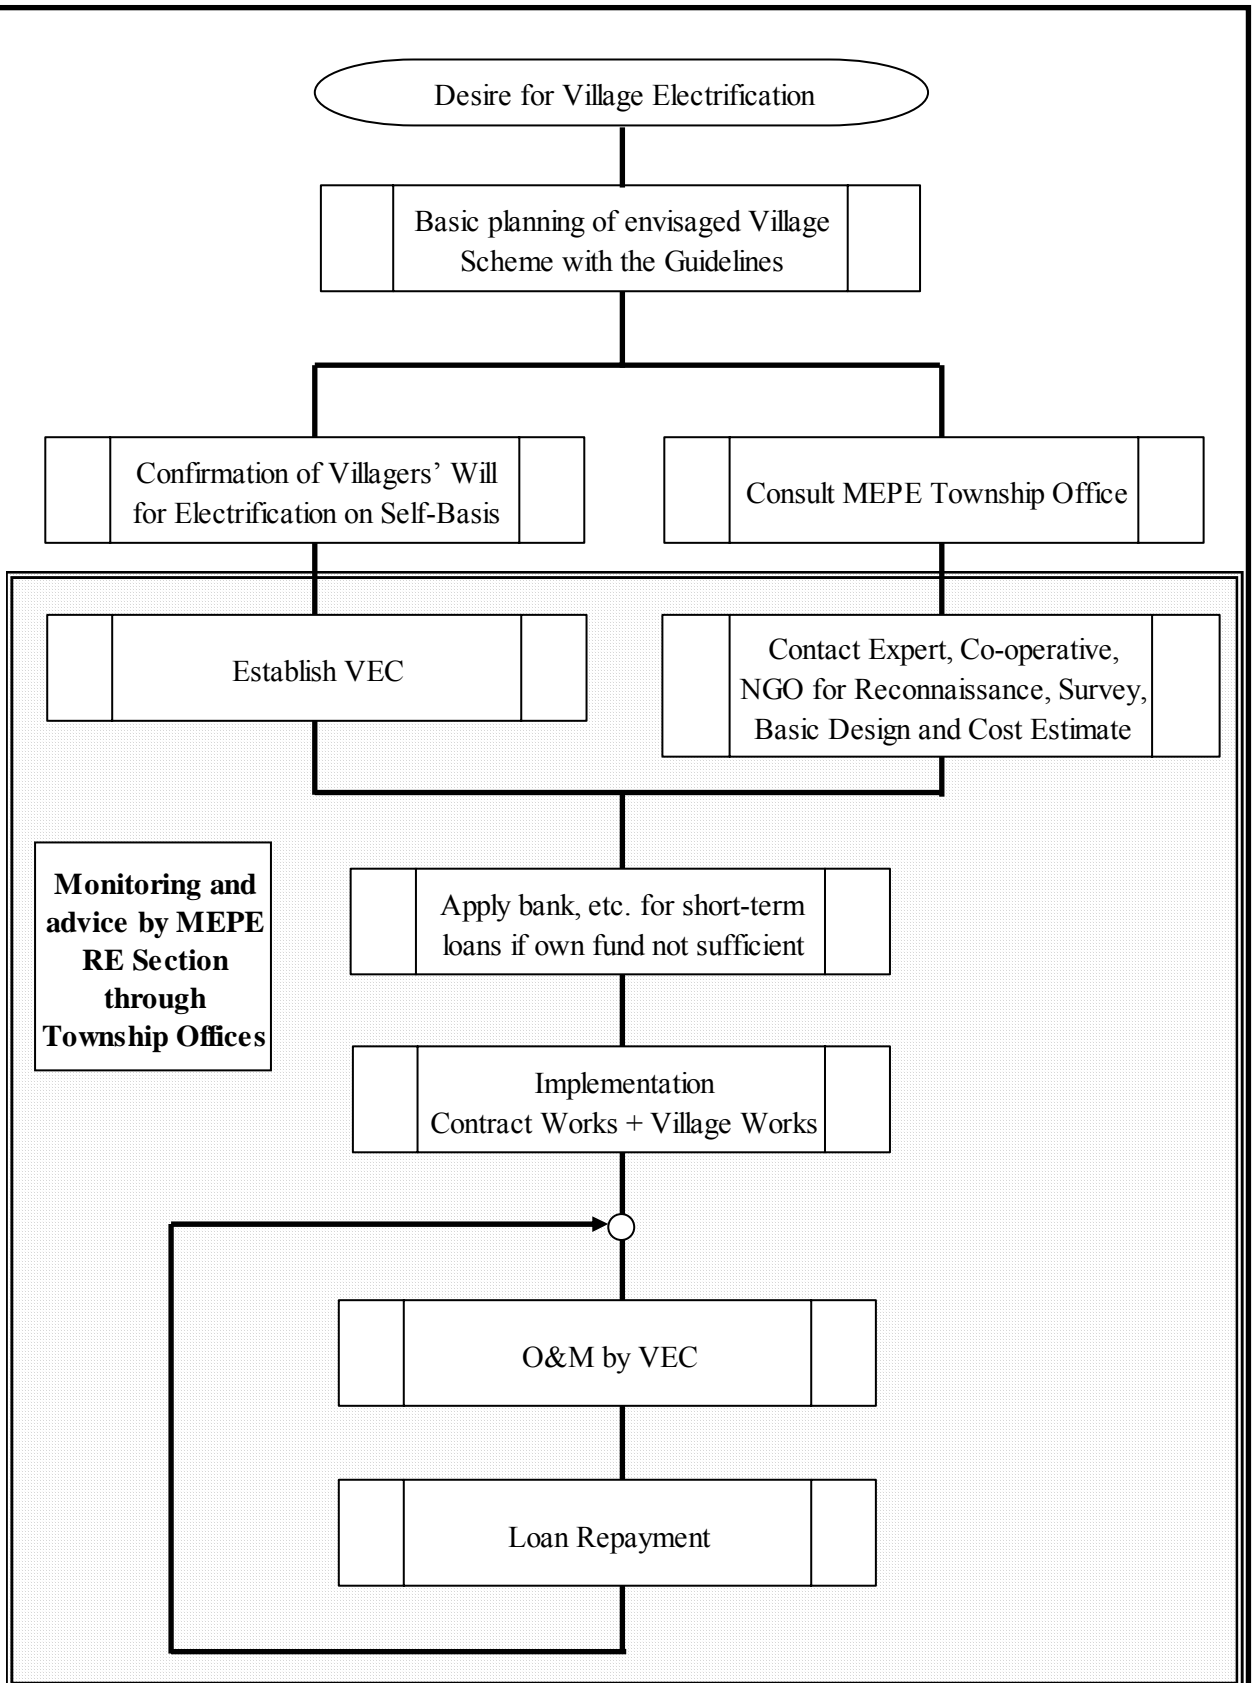 Desire for Village Electrification
Basic planning of envisaged Village
Scheme with the Guidelines
Confirmation of Villagers’ Will
for Electrification on Self-Basis
Consult MEPE Township Office
Establish VEC
Contact Expert, Co-operative,
NGO for Reconnaissance, Survey,
Basic Design and Cost Estimate
Monitoring and
advice by MEPE
RE Section
through
Township Offices
Apply bank, etc. for short-term
loans if own fund not sufficient
Implementation
Contract Works + Village Works
O&M by VEC
Loan Repayment